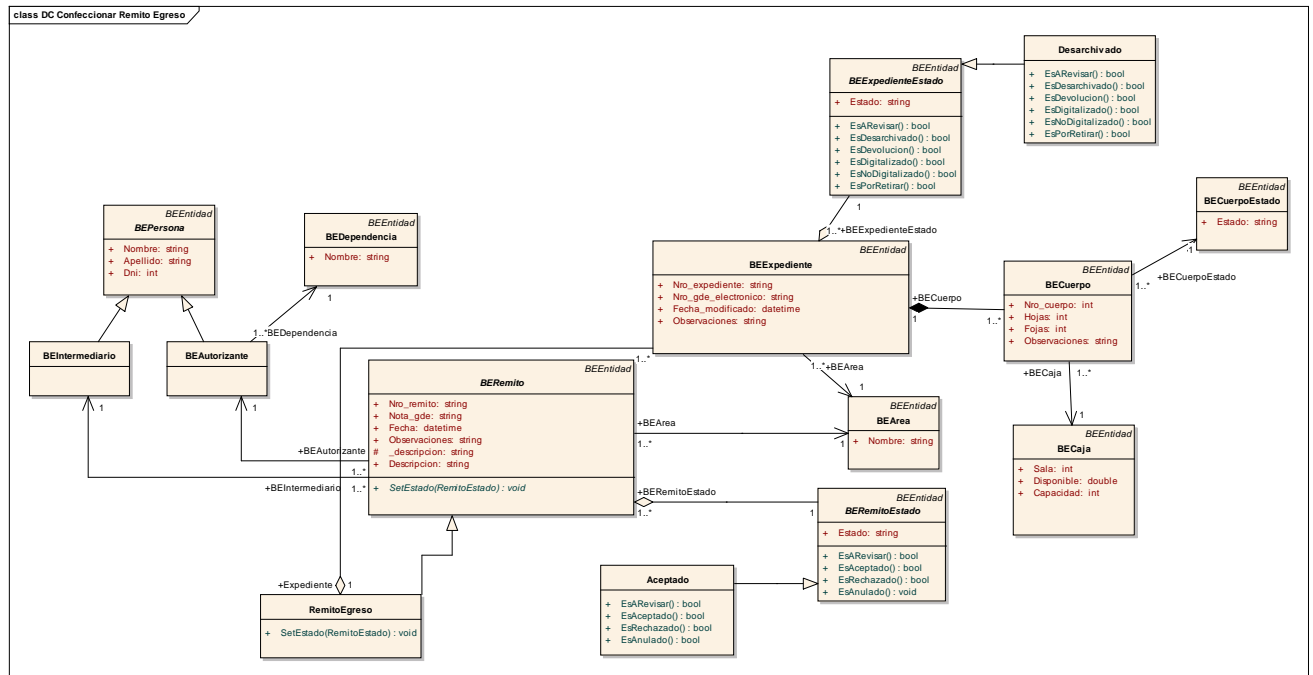 class DC Confeccionar Remito Egreso
Desarchivado
+ EsARevisar() : bool
+ EsDesarchivado() : bool
+ EsDevolucion() : bool
+ EsDigitalizado() : bool
+ EsNoDigitalizado() : bool
+ EsPorRetirar() : bool
BEEntidad
BEExpedienteEstado
+ Estado: string
+ EsARevisar() : bool
+ EsDesarchivado() : bool
+ EsDevolucion() : bool
+ EsDigitalizado() : bool
+ EsNoDigitalizado() : bool
+ EsPorRetirar() : bool
1
1..*
+BEExpedienteEstado
BEEntidad
BECuerpoEstado
+ Estado: string
1
+BECuerpoEstado
1..*
BEEntidad
BEPersona
+ Nombre: string
+ Apellido: string
+ Dni: int
BEEntidad
BEDependencia
+ Nombre: string
1
1..*
+BEDependencia
BEIntermediario
1
BEAutorizante
1
BEEntidad
BEExpediente
+ Nro_expediente: string
+ Nro_gde_electronico: string
+ Fecha_modificado: datetime
+ Observaciones: string
+BECuerpo
1
1..*
BEEntidad
BECuerpo
+ Nro_cuerpo: int
+ Hojas: int
+ Fojas: int
+ Observaciones: string
+BECaja
1..*
1
1..*
1..*
+BEArea
1
BEEntidad
BERemito
+ Nro_remito: string
+ Nota_gde: string
+ Fecha: datetime
+ Observaciones: string
# _descripcion: string
+ Descripcion: string
+ SetEstado(RemitoEstado) : void
+BEArea
1..*
1
BEEntidad
BEArea
+ Nombre: string
BEEntidad
BECaja
+ Sala: int
+ Disponible: double
+ Capacidad: int
+BEAutorizante
1..*
+BEIntermediario
1..*
+BERemitoEstado
1..*
1
BEEntidad
BERemitoEstado
+ Estado: string
+ EsARevisar() : bool
+ EsAceptado() : bool
+ EsRechazado() : bool
+ EsAnulado() : void
Aceptado
+ EsARevisar() : bool
+ EsAceptado() : bool
+ EsRechazado() : bool
+ EsAnulado() : bool
+Expediente
1
RemitoEgreso
+ SetEstado(RemitoEstado) : void